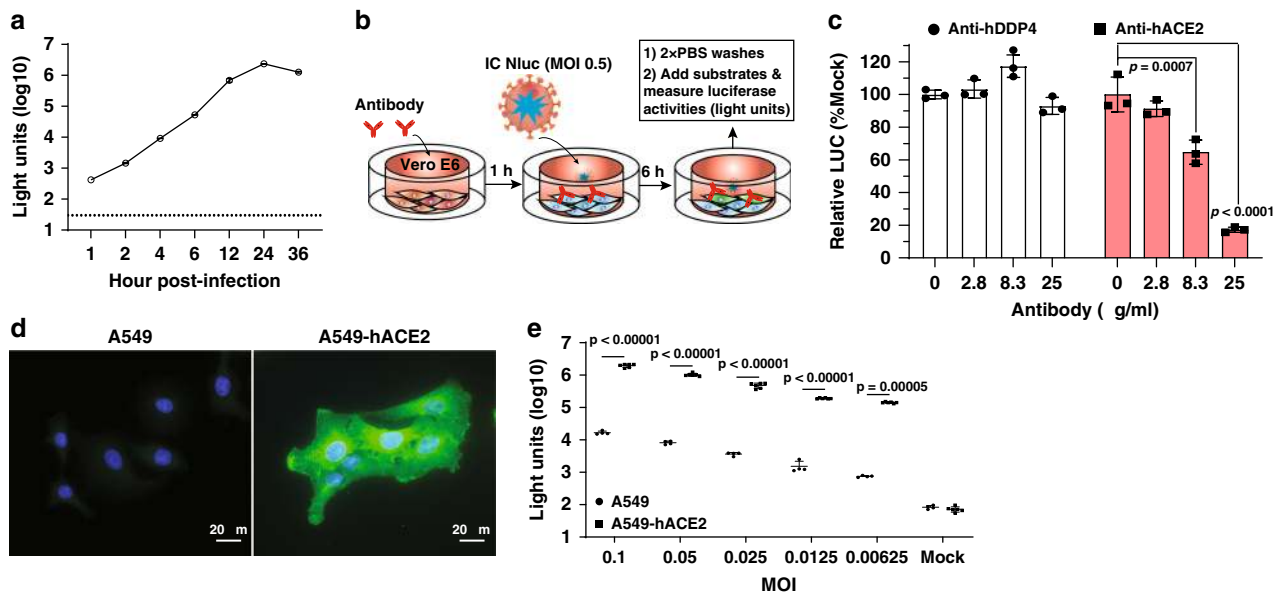 a
7
6
5
4
3
2
1
Light units (log10)
1 2 4 6 12 24 36
Hour post-infection
b
Antibody
IC Nluc (MOI 0.5)
Vero E6
1 h
6 h
1) 2×PBS washes
2) Add substrates &
measure luciferase
activities (light units)
c
Anti-hDDP4 Anti-hACE2
p = 0.0007
p < 0.0001
140
120
100
80
60
40
20
0
Relative LUC (%Mock)
0 2.8 8.3 25 0 2.8 8.3 25
Antibody ( g/ml)
d
A549 A549-hACE2
20 m 20 m
e
p < 0.00001
p < 0.00001
p < 0.00001
p < 0.00001
p = 0.00005
7
6
5
4
3
2
1
Light units (log10)
A549
A549-hACE2
0.1 0.05 0.025 0.0125 0.00625 Mock
MOI